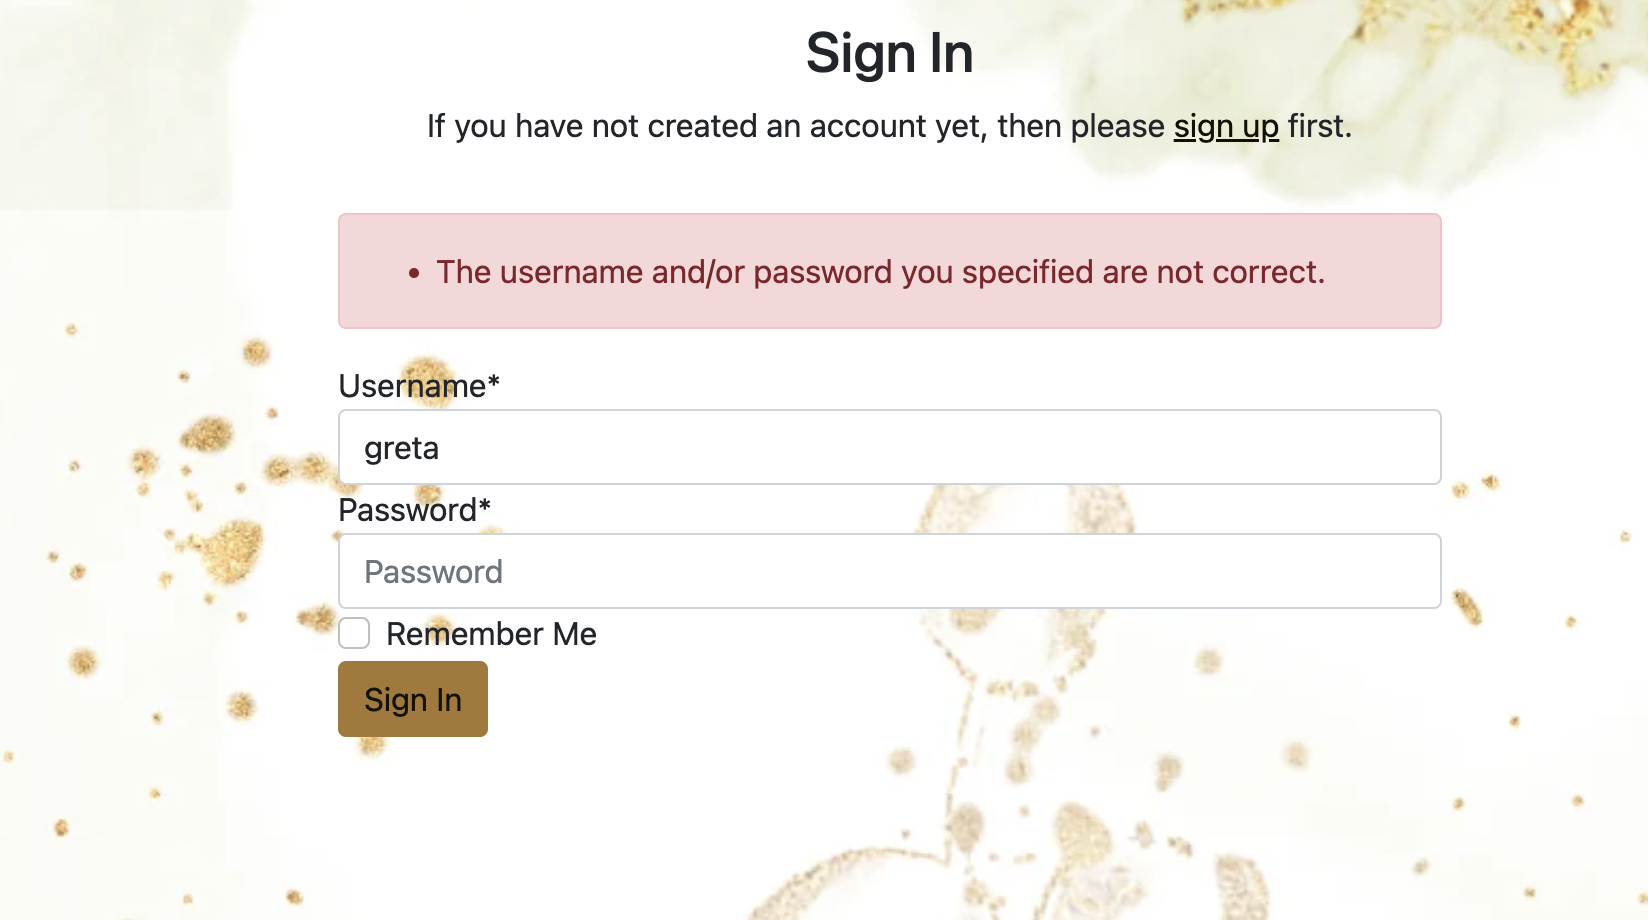 Sign In
If you have not created an account yet, then please sign up first.
• The username and/or password you specified are not correct.
Username*
greta
Password*
Password
Remember Me
Sign In